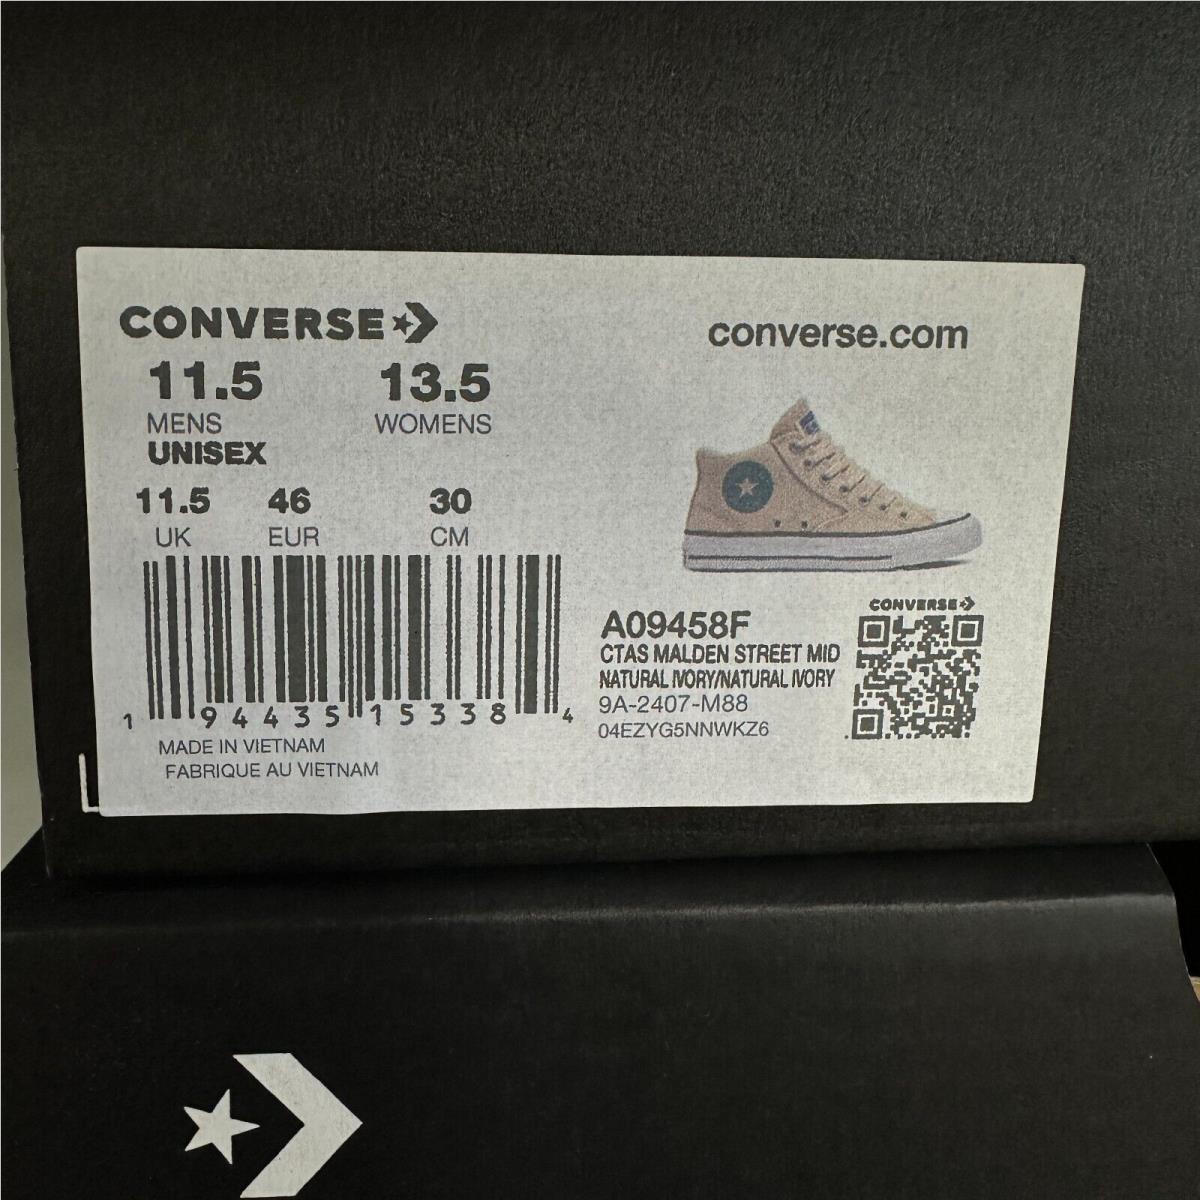 CONVERSE
converse.com
11.5 13.5
MENS WOMENS
UNISEX
11.5 46 30
UK EUR CM
1 94435 15338 4
MADE IN VIETNAM
FABRIQUE AU VIETNAM
CONVERSE
A09458F
CTAS MALDEN STREET MID
NATURAL IVORY/NATURAL IVORY
9A-2407-M88
04EZYG5NNWKZ6